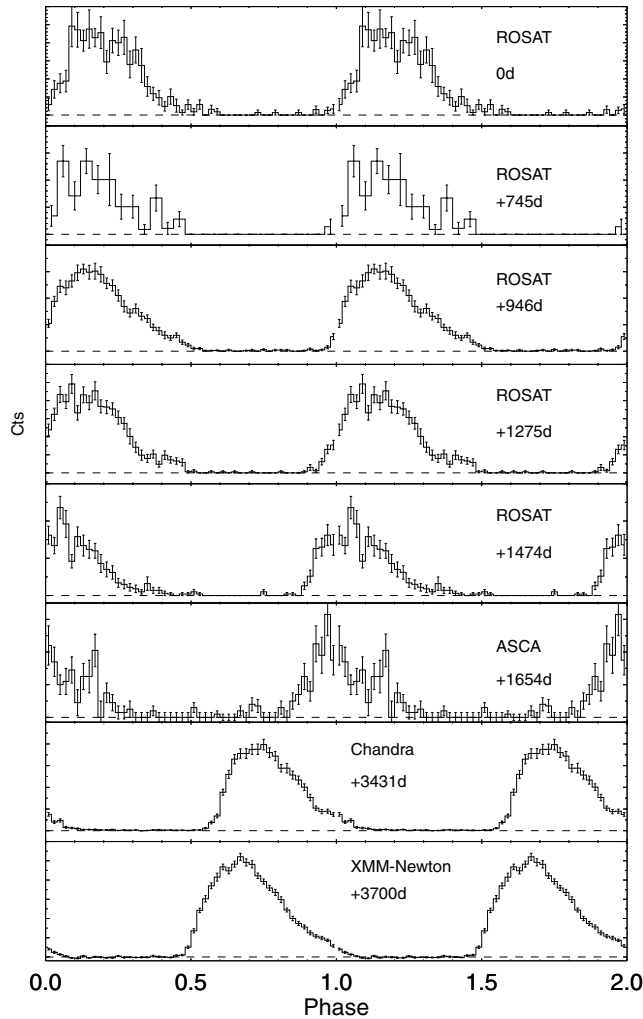 ROSAT
0d
ROSAT
+745d
ROSAT
+946d
ROSAT
+1275d
ROSAT
+1474d
ASCA
+1654d
Chandra
+3431d
XMM-Newton
+3700d
Cts
0.0 0.5 1.0 1.5 2.0
Phase